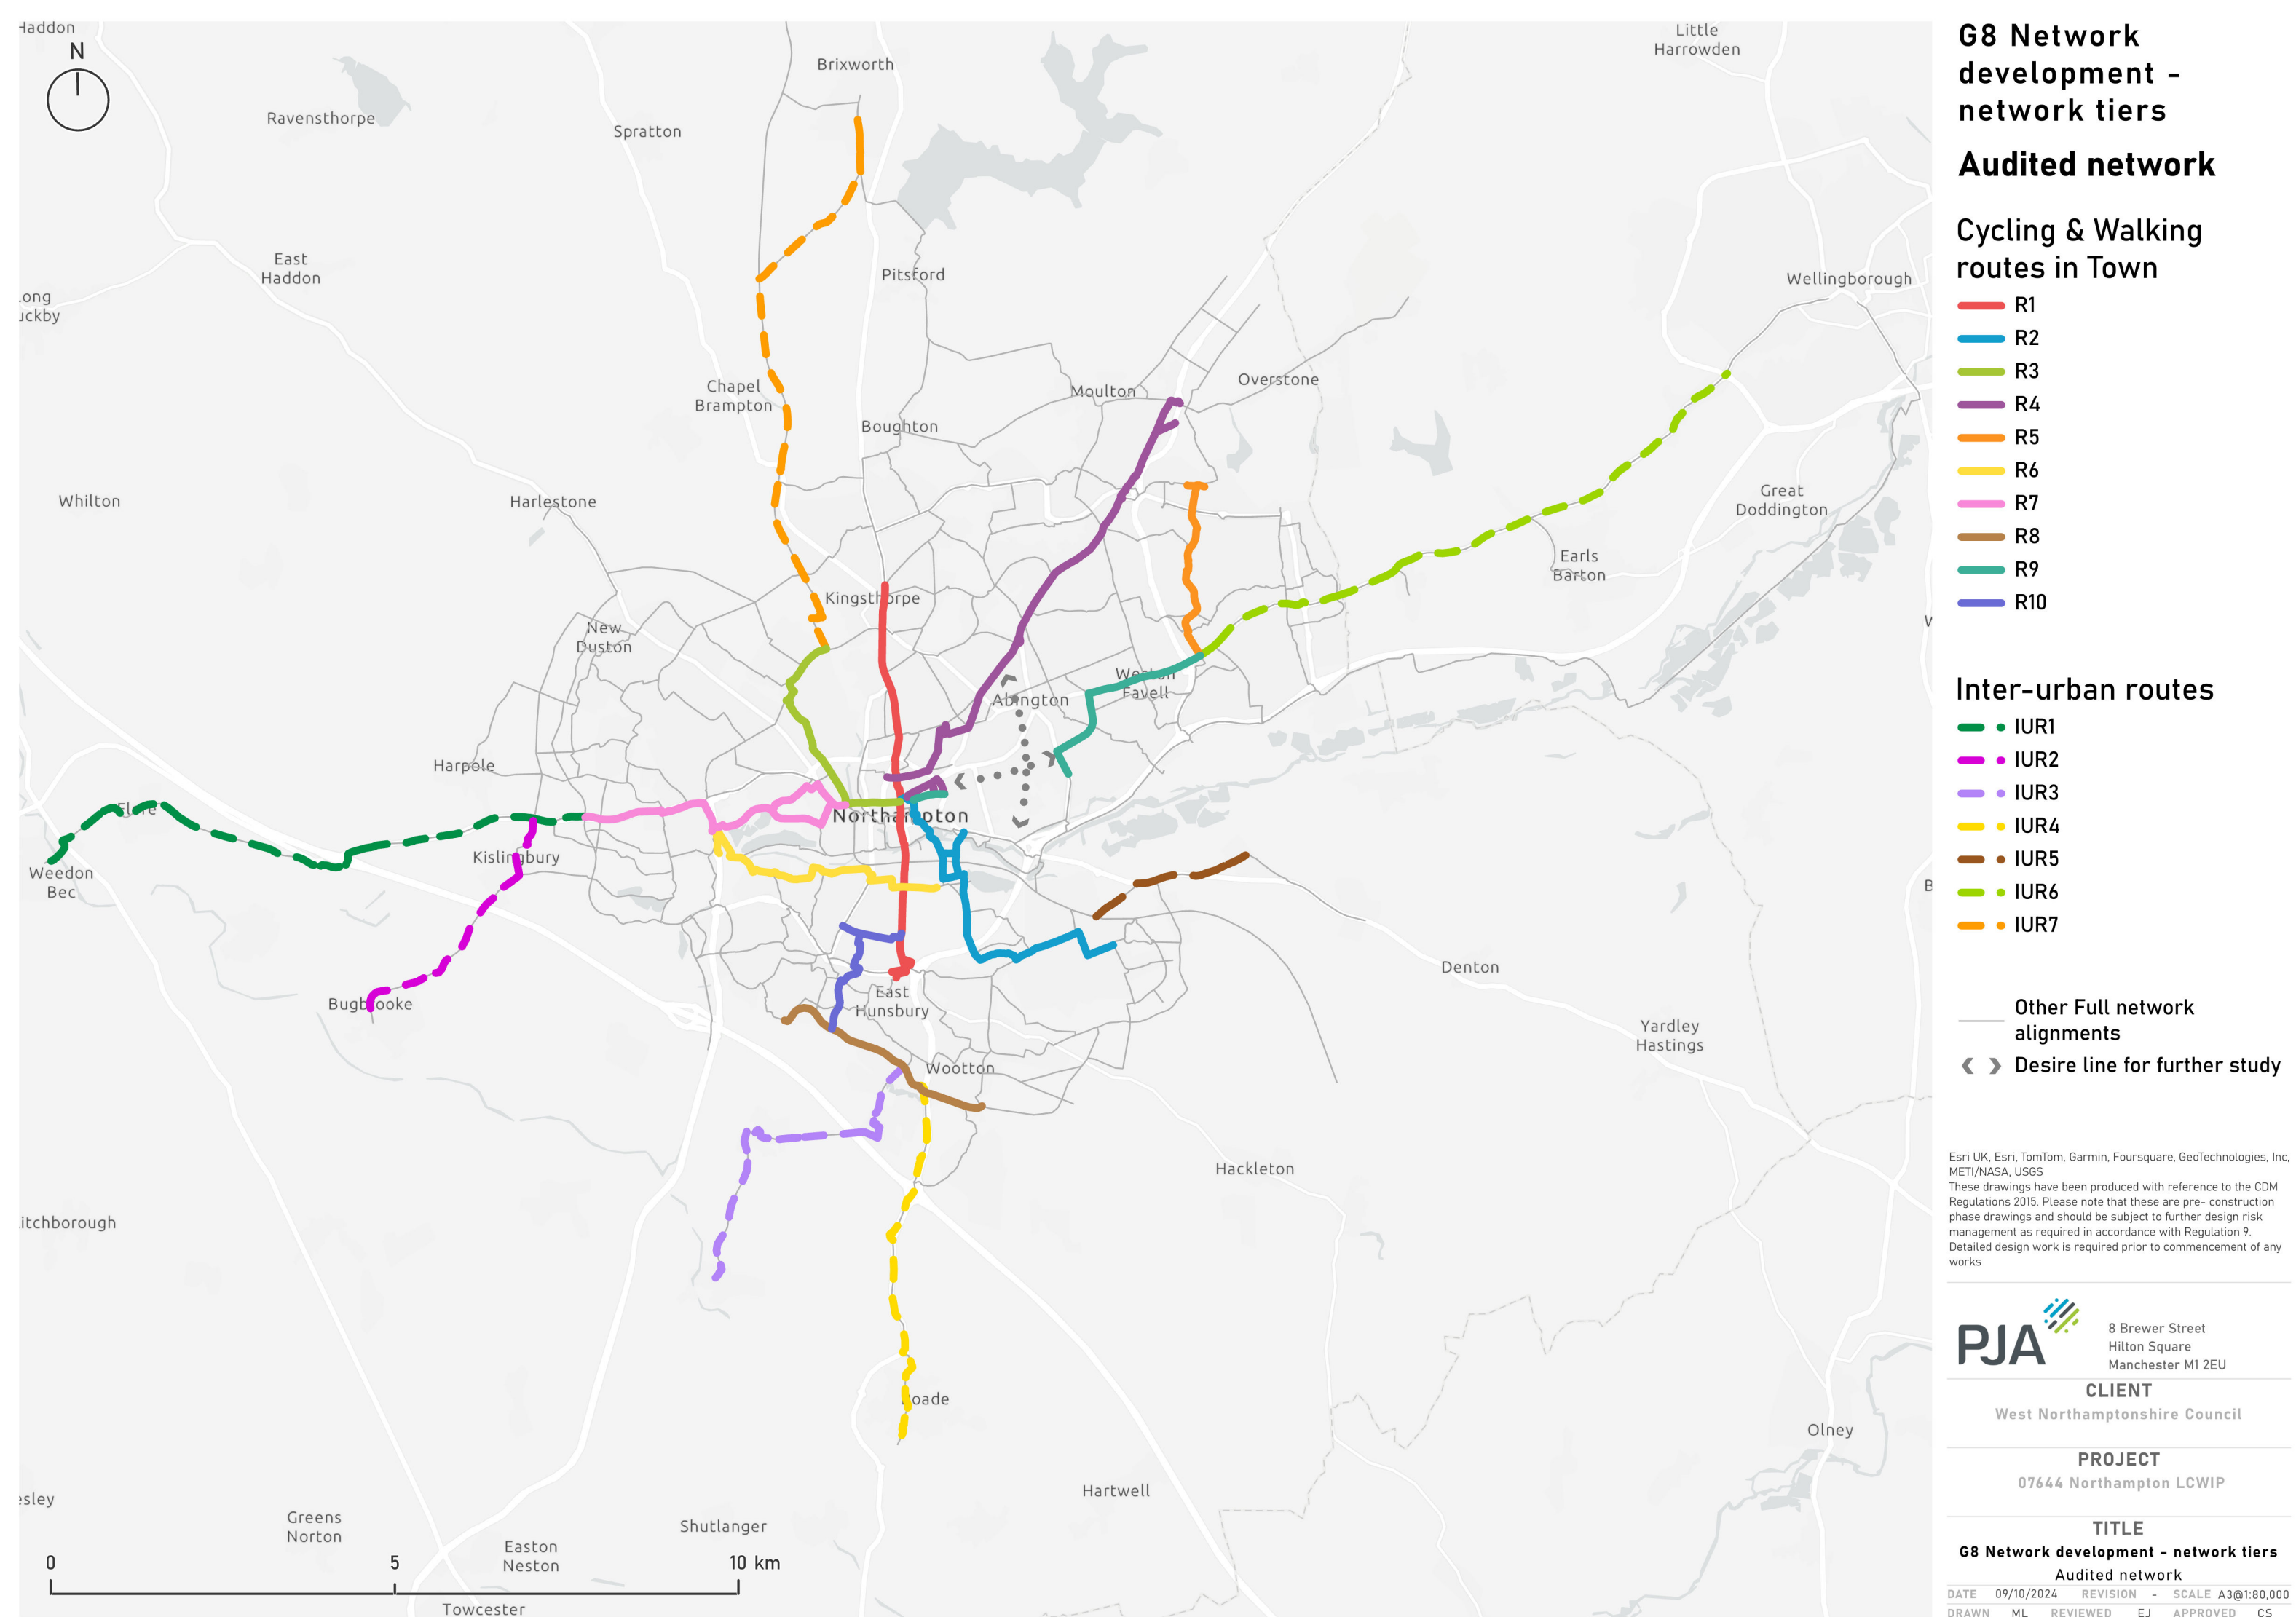 Haddon
N
Brixworth
Little
Harrowden
Ravensthorpe
Spratton
East
Haddon
Pitsford
Wellingborough
Long
uckby
Chapel
Brampton
Moulton
Overstone
Boughton
Whilton
Harlestone
Great
Doddington
Earls
Barton
Kingsthorpe
New
Duston
Weston
Favell
Abington
Harpole
Flore
Northampton
Kislingbury
Weedon
Bec
Denton
East
Hunsbury
Bugbrooke
Yardley
Hastings
Wootton
Hackleton
itchborough
Roade
Olney
Hartwell
esley
Greens
Norton
Shutlanger
Easton
Neston
0 5 10 km
Towcester
G8 Network
development -
network tiers
Audited network
Cycling & Walking
routes in Town
R1
R2
R3
R4
R5
R6
R7
R8
R9
R10
Inter-urban routes
IUR1
IUR2
IUR3
IUR4
IUR5
IUR6
IUR7
Other Full network
alignments
Desire line for further study
Esri UK, Esri, TomTom, Garmin, Foursquare, GeoTechnologies, Inc,
METI/NASA, USGS
These drawings have been produced with reference to the CDM
Regulations 2015. Please note that these are pre- construction
phase drawings and should be subject to further design risk
management as required in accordance with Regulation 9.
Detailed design work is required prior to commencement of any
works
PJA
8 Brewer Street
Hilton Square
Manchester M1 2EU
CLIENT
West Northamptonshire Council
PROJECT
07644 Northampton LCWIP
TITLE
G8 Network development - network tiers
Audited network
DATE 09/10/2024 REVISION - SCALE A3@1:80,000
DRAWN ML REVIEWED EJ APPROVED CS